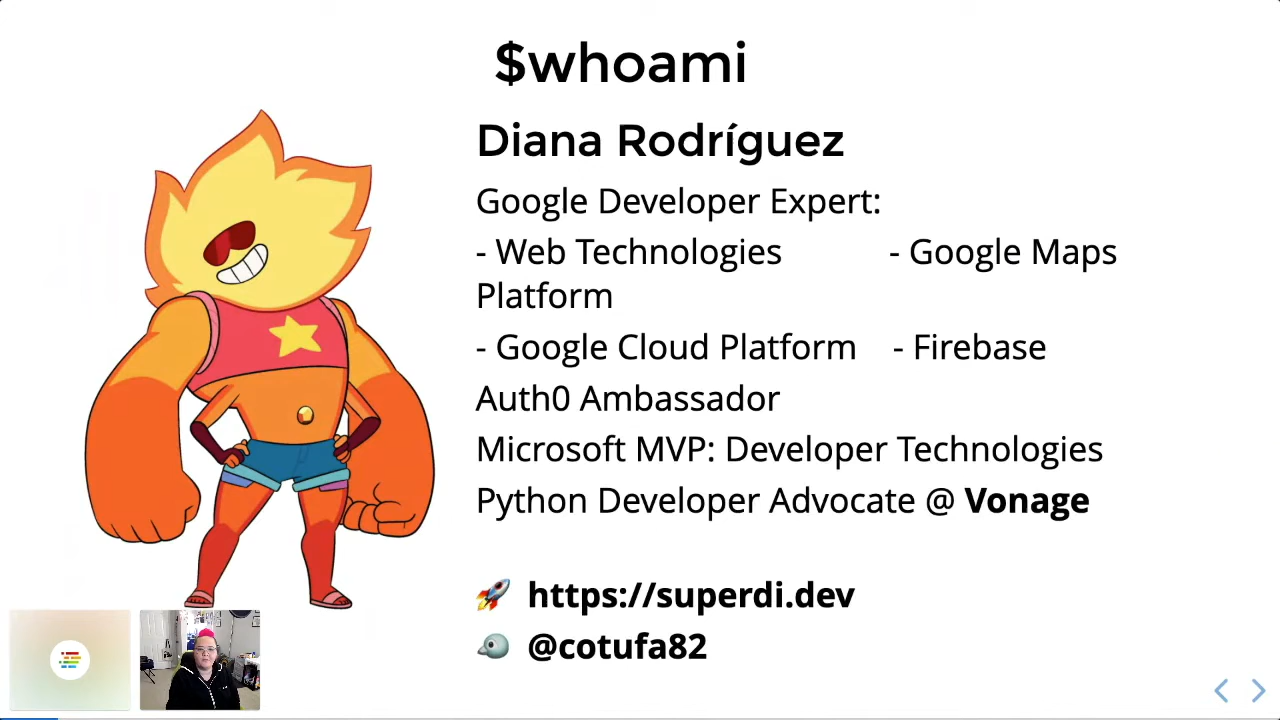 $whoami
Diana Rodríguez
Google Developer Expert:
- Web Technologies - Google Maps
Platform
- Google Cloud Platform - Firebase
Auth0 Ambassador
Microsoft MVP: Developer Technologies
Python Developer Advocate @ Vonage
🚀 https://superdi.dev
🐦 @cotufa82